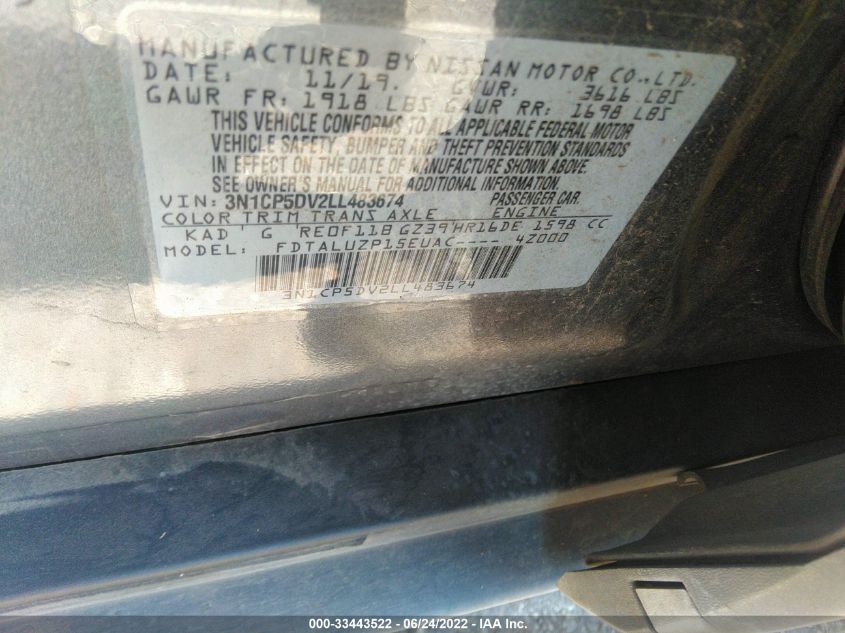 MANUFACTURED BY NISSAN MOTOR CO., LTD.
DATE: 11/19. GVWR: 3616 LBS
GAWR FR: 1918 LBS GAWR RR: 1698 LBS
THIS VEHICLE CONFORMS TO ALL APPLICABLE FEDERAL MOTOR
VEHICLE SAFETY, BUMPER AND THEFT PREVENTION STANDARDS
IN EFFECT ON THE DATE OF MANUFACTURE SHOWN ABOVE.
SEE OWNER'S MANUAL FOR ADDITIONAL INFORMATION.
VIN: 3N1CP5DV2LL483674 PASSENGER CAR.
COLOR TRIM TRANS AXLE ENGINE
KAD G RE0F11B GZ39 HR16DE 1598 CC
MODEL: FDTALUZP15EUAC---- 4Z000
3N1CP5DV2LL483674
000-33443522 - 06/24/2022 - IAA Inc.